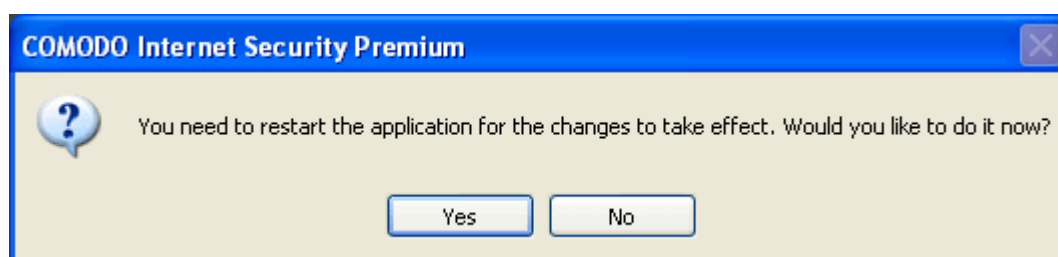 COMODO Internet Security Premium
You need to restart the application for the changes to take effect. Would you like to do it now?
Yes No